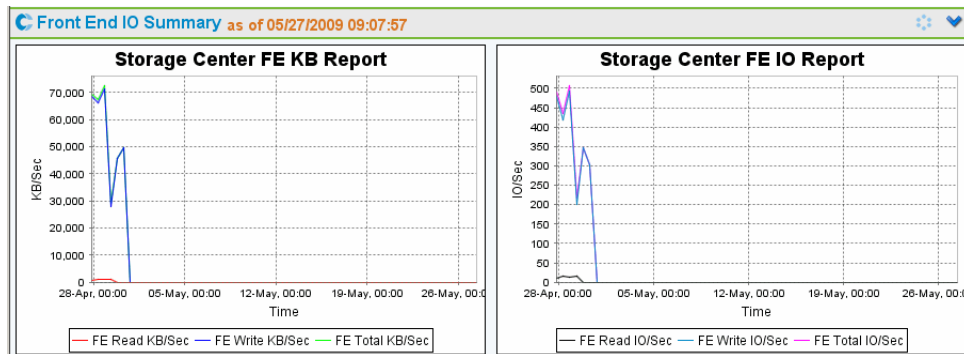 Front End IO Summary as of 05/27/2009 09:07:57
Storage Center FE KB Report
KB/Sec
70,000
60,000
50,000
40,000
30,000
20,000
10,000
0
28-Apr, 00:00 05-May, 00:00 12-May, 00:00 19-May, 00:00 26-May, 00:0
Time
FE Read KB/Sec FE Write KB/Sec FE Total KB/Sec
Storage Center FE IO Report
IO/Sec
500
450
400
350
300
250
200
150
100
50
0
28-Apr, 00:00 05-May, 00:00 12-May, 00:00 19-May, 00:00 26-May, 00:0
Time
FE Read IO/Sec FE Write IO/Sec FE Total IO/Sec